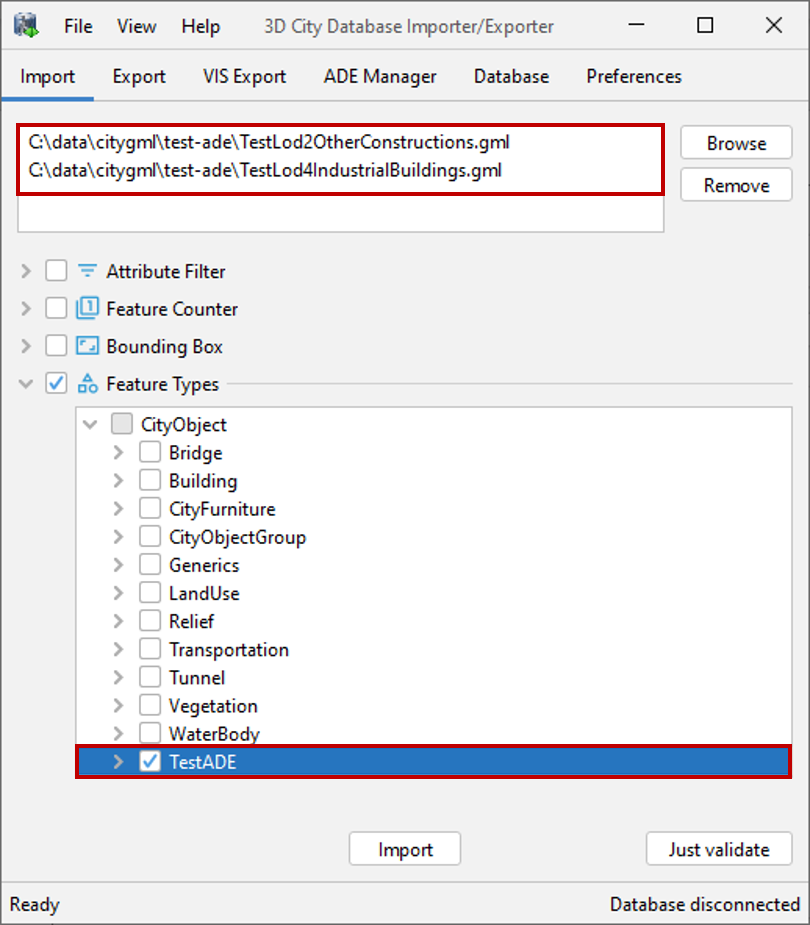 File View Help 3D City Database Importer/Exporter
Import Export VIS Export ADE Manager Database Preferences
C:\data\citygml\test-ade\TestLod2OtherConstructions.gml
C:\data\citygml\test-ade\TestLod4IndustrialBuildings.gml
Browse
Remove
Attribute Filter
1 Feature Counter
Bounding Box
Feature Types
CityObject
Bridge
Building
CityFurniture
CityObjectGroup
Generics
LandUse
Relief
Transportation
Tunnel
Vegetation
WaterBody
TestADE
Import Just validate
Ready Database disconnected